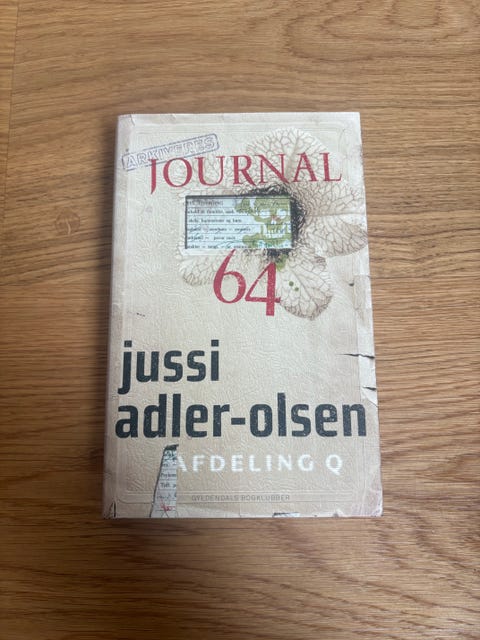 ARKIVERES
JOURNAL
64
jussi
adler-olsen
AFDELING Q
GYLDENDALS BOGKLUBBER